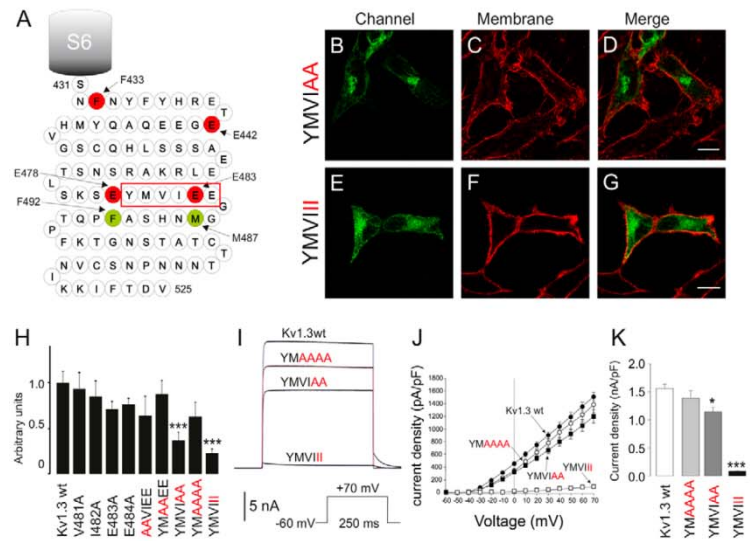 A
S6
431
S
F433
N F N Y F Y H R E
T
H M Y Q A Q E E G E
E442
V
G S C Q H L S S S A
E
T S N S R A K R L E
E478
E483
L
S K S E Y M V I E E
F492
G
T Q P F A S H N M G
M487
P
F K T G N S T A T C
T
N V C S N P N N N T
I
K K I F T D V 525
Channel Membrane Merge
YMVIAA
B C D
YMVIII
E F G
H
Arbitrary units
1.0
0.5
0.0
*** ***
Kv1.3 wt
V481A
I482A
E483A
E484A
AAVIEE
YMAAEE
YMVIAA
YMAAAA
YMVIII
I
Kv1.3wt
YMAAAA
YMVIAA
YMVIII
5 nA
+70 mV
-60 mV 250 ms
J
current density (pA/pF)
1800
1600
1400
1200
1000
800
600
400
200
0
Kv1.3 wt
YMAAAA
YMVIAA
YMVIII
-60 -50 -40 -30 -20 -10 0 10 20 30 40 50 60 70
Voltage (mV)
K
Current density (nA/pF)
2.0
1.5
1.0
0.5
0.0
*
***
Kv1.3 wt
YMAAAA
YMVIAA
YMVIII